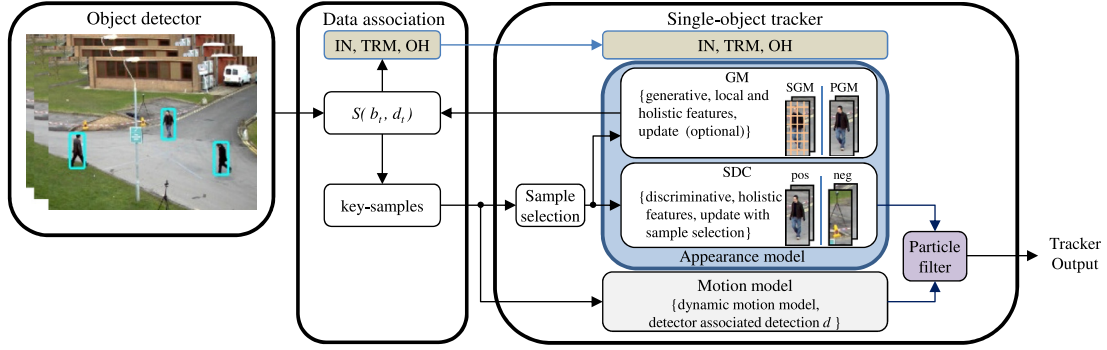 Object detector
Data association
IN, TRM, OH
S( b_t , d_t )
key-samples
Single-object tracker
IN, TRM, OH
GM
{generative, local and
holistic features,
update (optional)}
SGM
PGM
Sample
selection
SDC
{discriminative, holistic
features, update with
sample selection}
pos
neg
Appearance model
Motion model
{dynamic motion model,
detector associated detection d }
Particle
filter
Tracker
Output